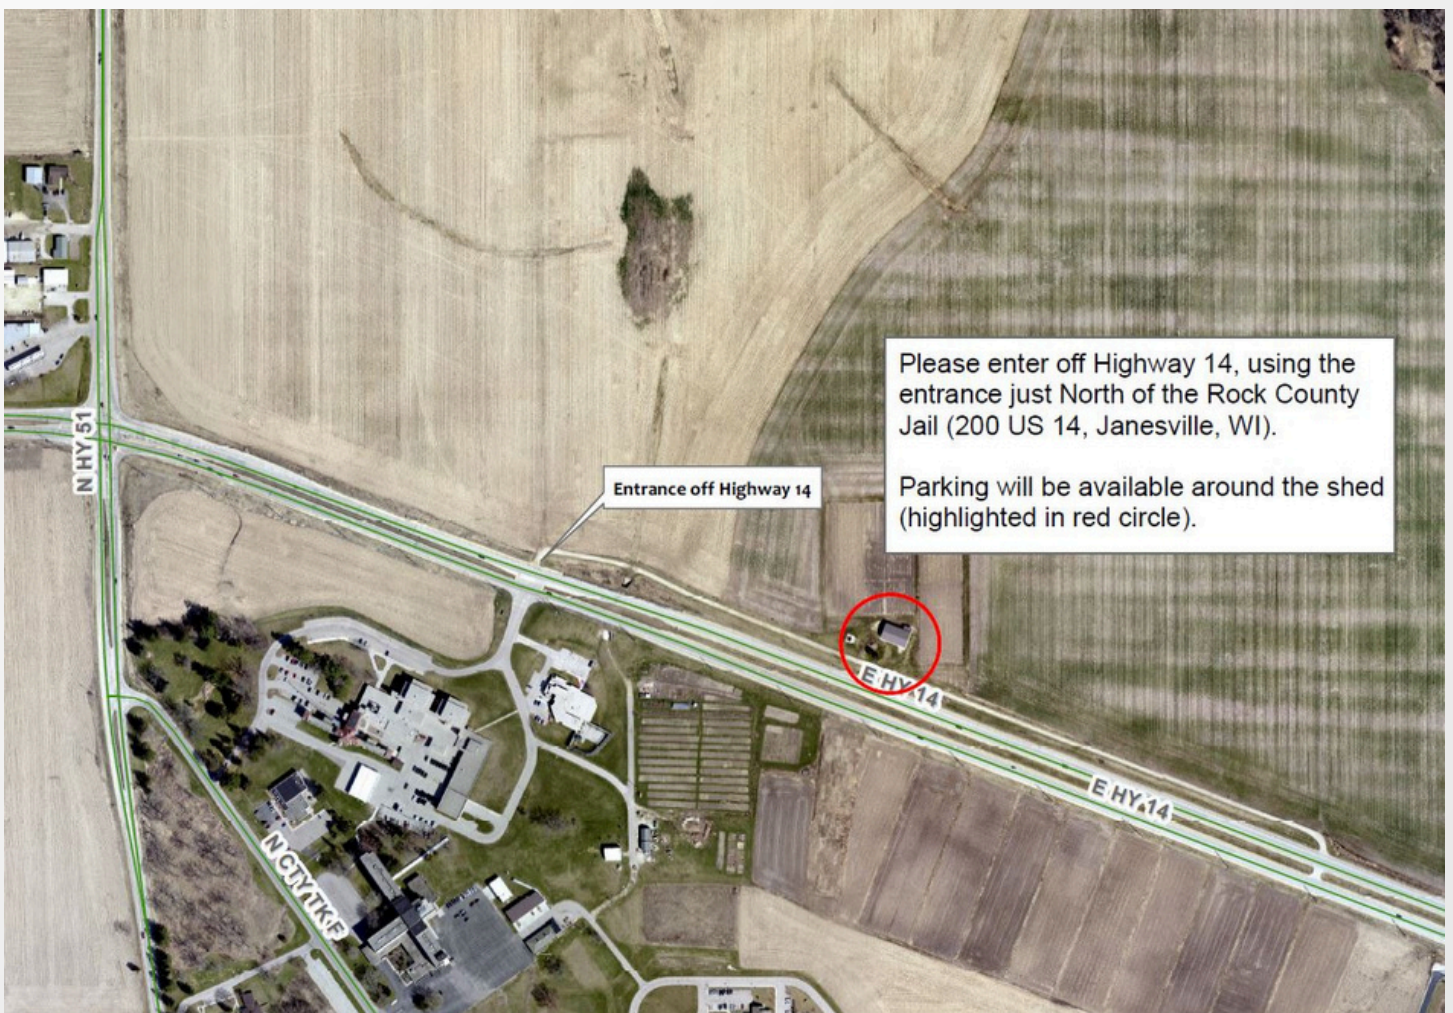 N HY 51
Please enter off Highway 14, using the
entrance just North of the Rock County
Jail (200 US 14, Janesville, WI).
Parking will be available around the shed
(highlighted in red circle).
Entrance off Highway 14
E HY 14
E HY 14
N CTY TK F